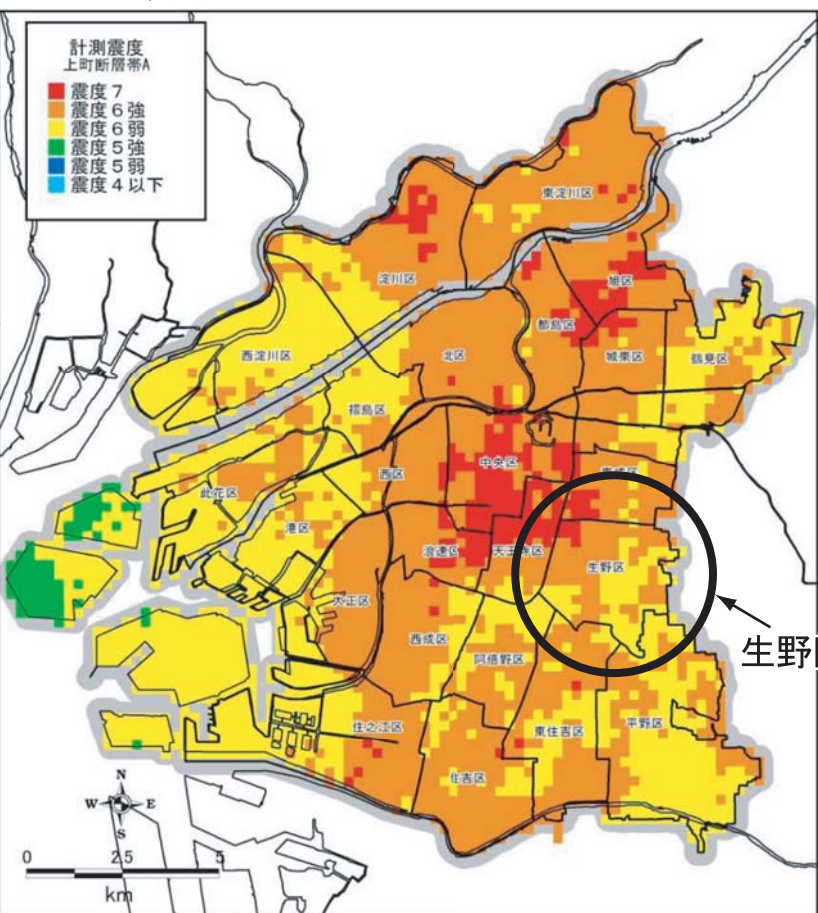 計測震度
上町断層帯A
震度7
震度6強
震度6弱
震度5強
震度5弱
震度4以下
東淀川区
淀川区
旭区
都島区
西淀川区
北区
城東区
鶴見区
福島区
中央区
西区
東成区
此花区
港区
浪速区
天王寺区
生野区
大正区
西成区
阿倍野区
生野
住之江区
東住吉区
平野区
住吉区
N
W E
S
0 2.5 5
km